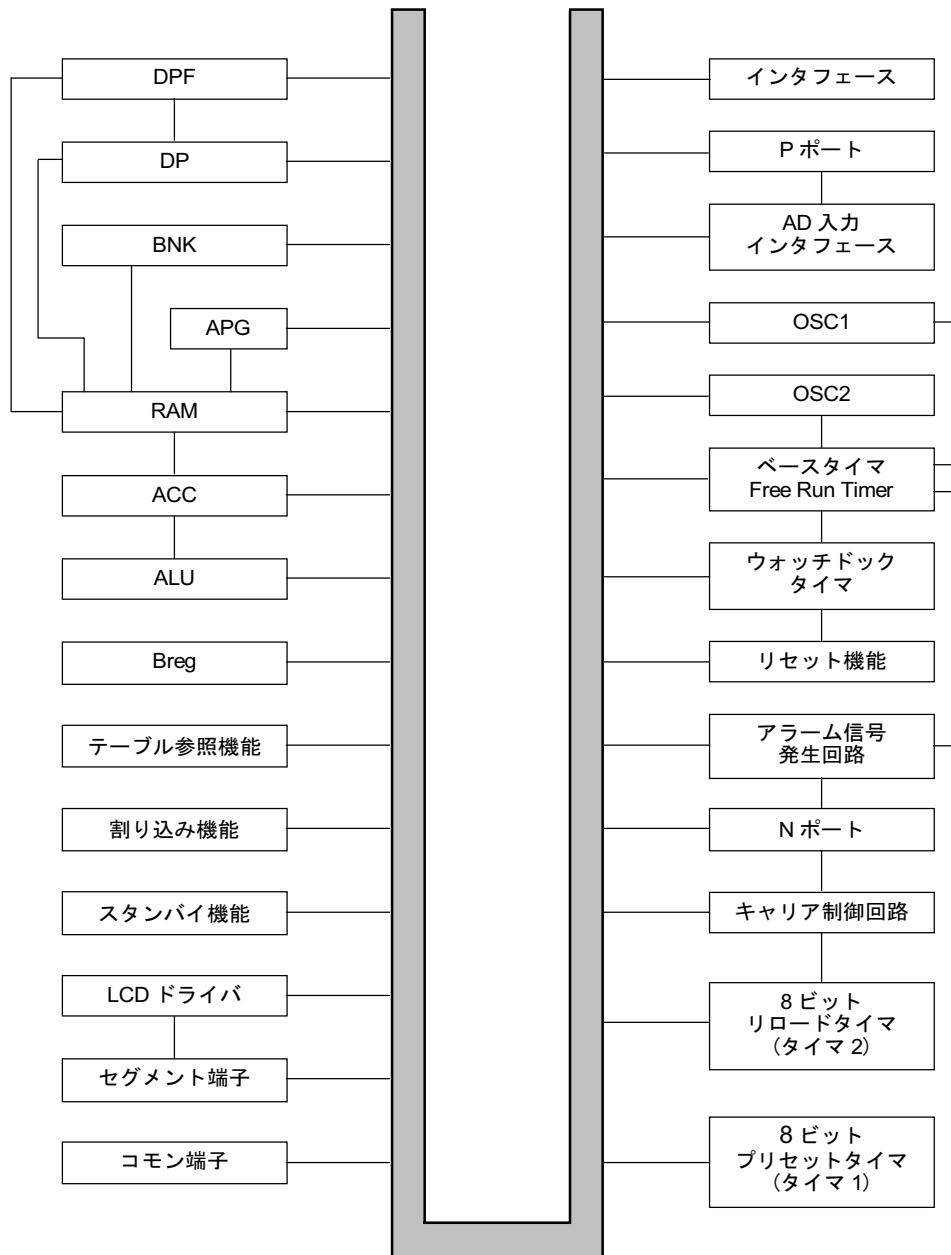 DPF
DP
BNK
APG
RAM
ACC
ALU
Breg
テーブル参照機能
割り込み機能
スタンバイ機能
LCD ドライバ
セグメント端子
コモン端子
インタフェース
P ポート
AD 入力
インタフェース
OSC1
OSC2
ベースタイマ
Free Run Timer
ウォッチドック
タイマ
リセット機能
アラーム信号
発生回路
N ポート
キャリア制御回路
8 ビット
リロードタイマ
(タイマ 2)
8 ビット
プリセットタイマ
(タイマ 1)